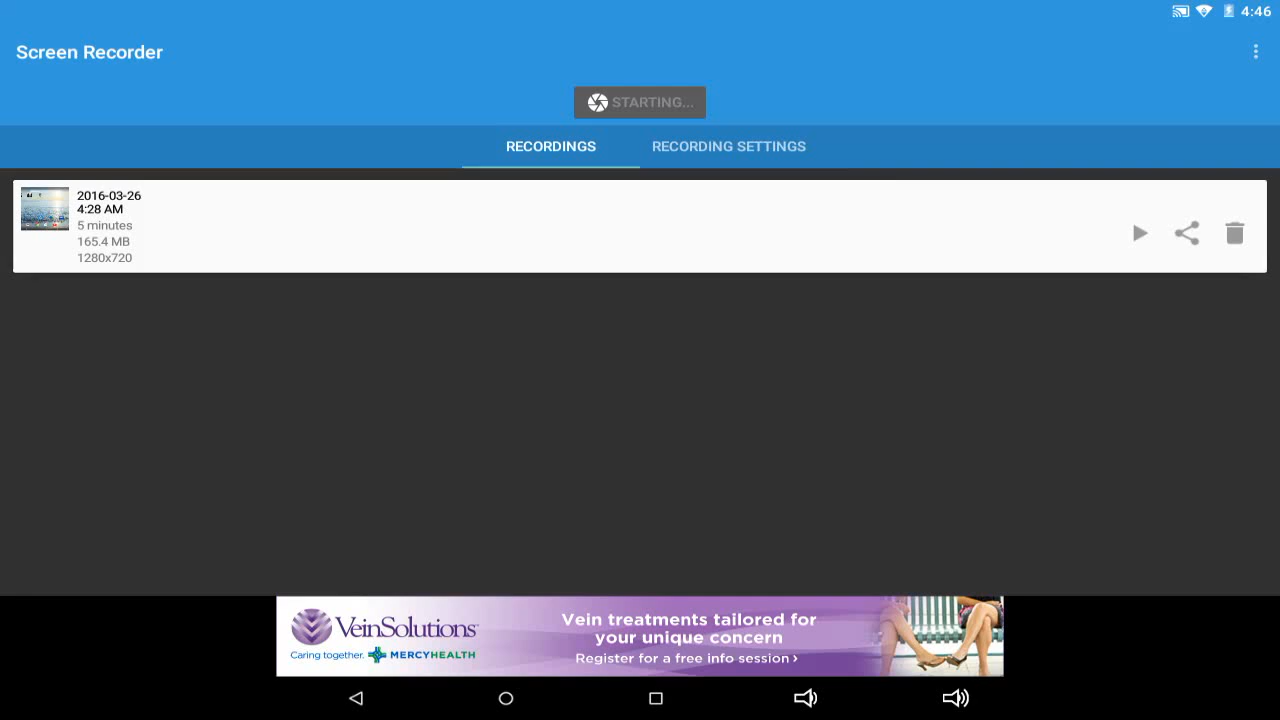 4:46
Screen Recorder
STARTING...
RECORDINGS
RECORDING SETTINGS
2016-03-26
4:28 AM
5 minutes
165.4 MB
1280x720
VeinSolutions
Caring together. MERCYHEALTH
Vein treatments tailored for
your unique concern
Register for a free info session ›